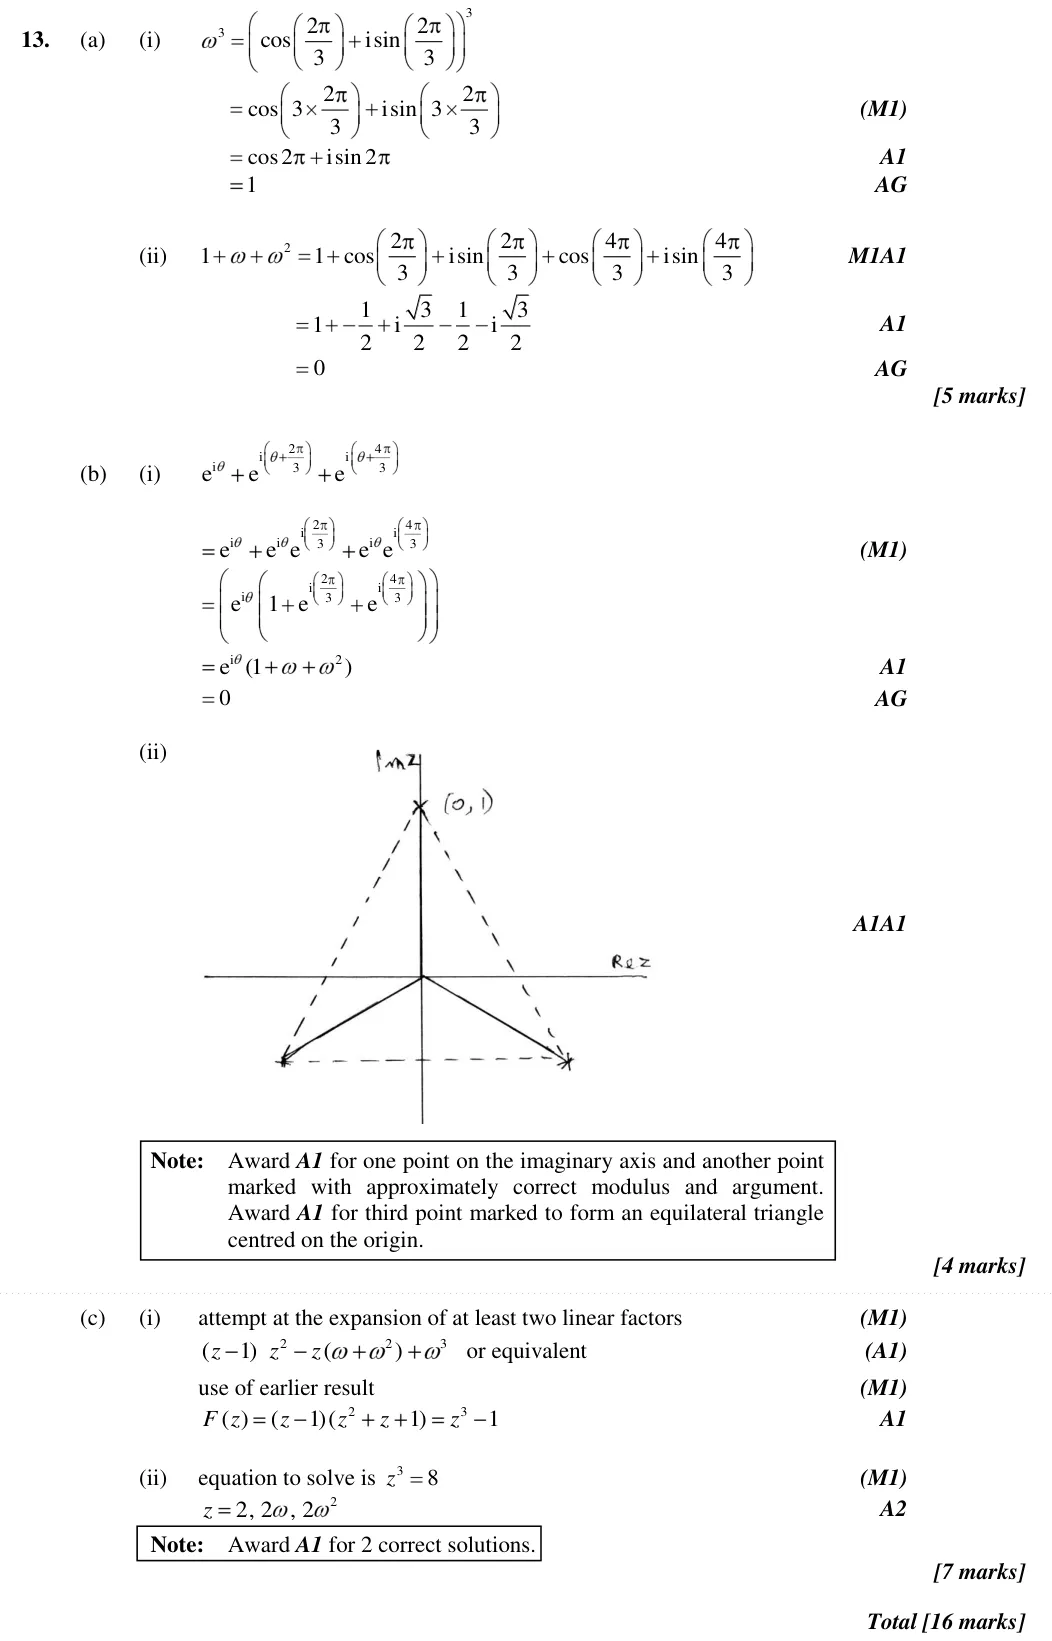 13. (a) (i) ω³ = (cos(2π/3) + i sin(2π/3))³
= cos(3 × 2π/3) + i sin(3 × 2π/3) (M1)
= cos 2π + i sin 2π A1
= 1 AG
(ii) 1 + ω + ω² = 1 + cos(2π/3) + i sin(2π/3) + cos(4π/3) + i sin(4π/3) M1A1
= 1 + − 1/2 + i √3/2 − 1/2 − i √3/2 A1
= 0 AG
[5 marks]
(b) (i) e^(iθ) + e^(i(θ + 2π/3)) + e^(i(θ + 4π/3))
= e^(iθ) + e^(iθ) e^(i(2π/3)) + e^(iθ) e^(i(4π/3)) (M1)
= (e^(iθ) (1 + e^(i(2π/3)) + e^(i(4π/3))))
= e^(iθ) (1 + ω + ω²) A1
= 0 AG
(ii) Im z
(0, 1)
A1A1
Re z
Note: Award A1 for one point on the imaginary axis and another point
marked with approximately correct modulus and argument.
Award A1 for third point marked to form an equilateral triangle
centred on the origin.
[4 marks]
(c) (i) attempt at the expansion of at least two linear factors (M1)
(z − 1) z² − z(ω + ω²) + ω³ or equivalent (A1)
use of earlier result (M1)
F(z) = (z − 1)(z² + z + 1) = z³ − 1 A1
(ii) equation to solve is z³ = 8 (M1)
z = 2, 2ω, 2ω² A2
Note: Award A1 for 2 correct solutions.
[7 marks]
Total [16 marks]